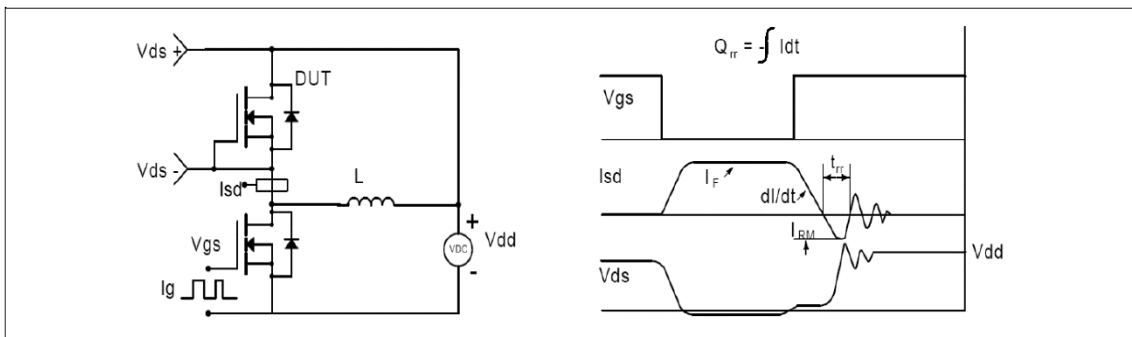 Vds +
DUT
Vds -
Isd
L
Vgs
+
VDC
Vdd
-
Ig
Qrr = -∫ Idt
Vgs
Isd
IF
dI/dt
trr
IRM
Vdd
Vds